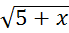 √5 + x